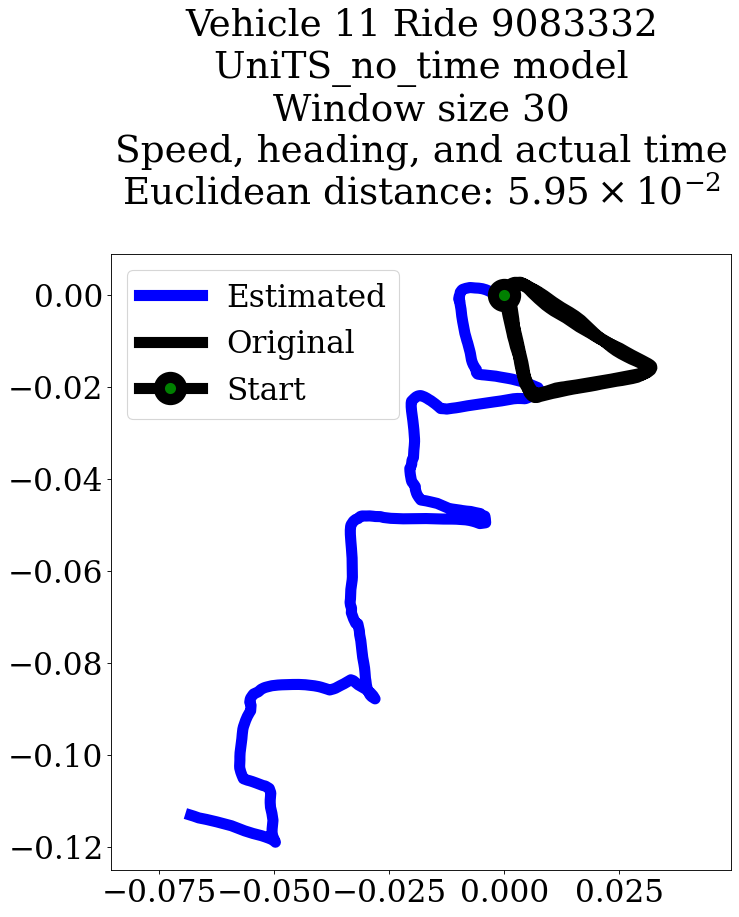 Vehicle 11 Ride 9083332
UniTS_no_time model
Window size 30
Speed, heading, and actual time
Euclidean distance: 5.95 × 10⁻²
Estimated
Original
Start
0.00
−0.02
−0.04
−0.06
−0.08
−0.10
−0.12
−0.075 −0.050 −0.025 0.000 0.025